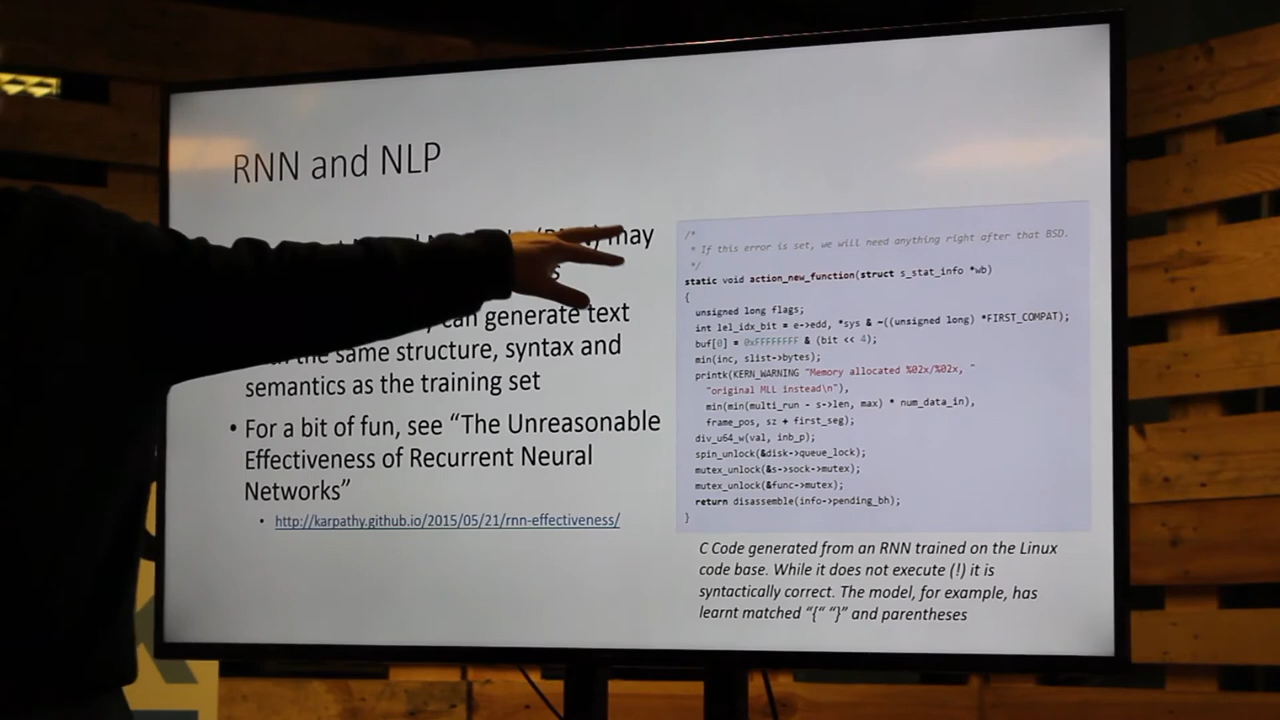 RNN and NLP
may
can generate text
the same structure, syntax and
semantics as the training set
• For a bit of fun, see “The Unreasonable
Effectiveness of Recurrent Neural
Networks”
• http://karpathy.github.io/2015/05/21/rnn-effectiveness/
/*
* If this error is set, we will need anything right after that BSD.
*/
static void action_new_function(struct s_stat_info *wb)
{
unsigned long flags;
int lel_idx_bit = e->edd, *sys & ~((unsigned long) *FIRST_COMPAT);
buf[0] = 0xFFFFFFFF & (bit << 4);
min(inc, slist->bytes);
printk(KERN_WARNING "Memory allocated %02x/%02x, "
"original MLL instead\n"),
min(min(multi_run - s->len, max) * num_data_in),
frame_pos, sz + first_seg);
div_u64_w(val, inb_p);
spin_unlock(&disk->queue_lock);
mutex_unlock(&s->sock->mutex);
mutex_unlock(&func->mutex);
return disassemble(info->pending_bh);
}
C Code generated from an RNN trained on the Linux
code base. While it does not execute (!) it is
syntactically correct. The model, for example, has
learnt matched “{“ “}” and parentheses